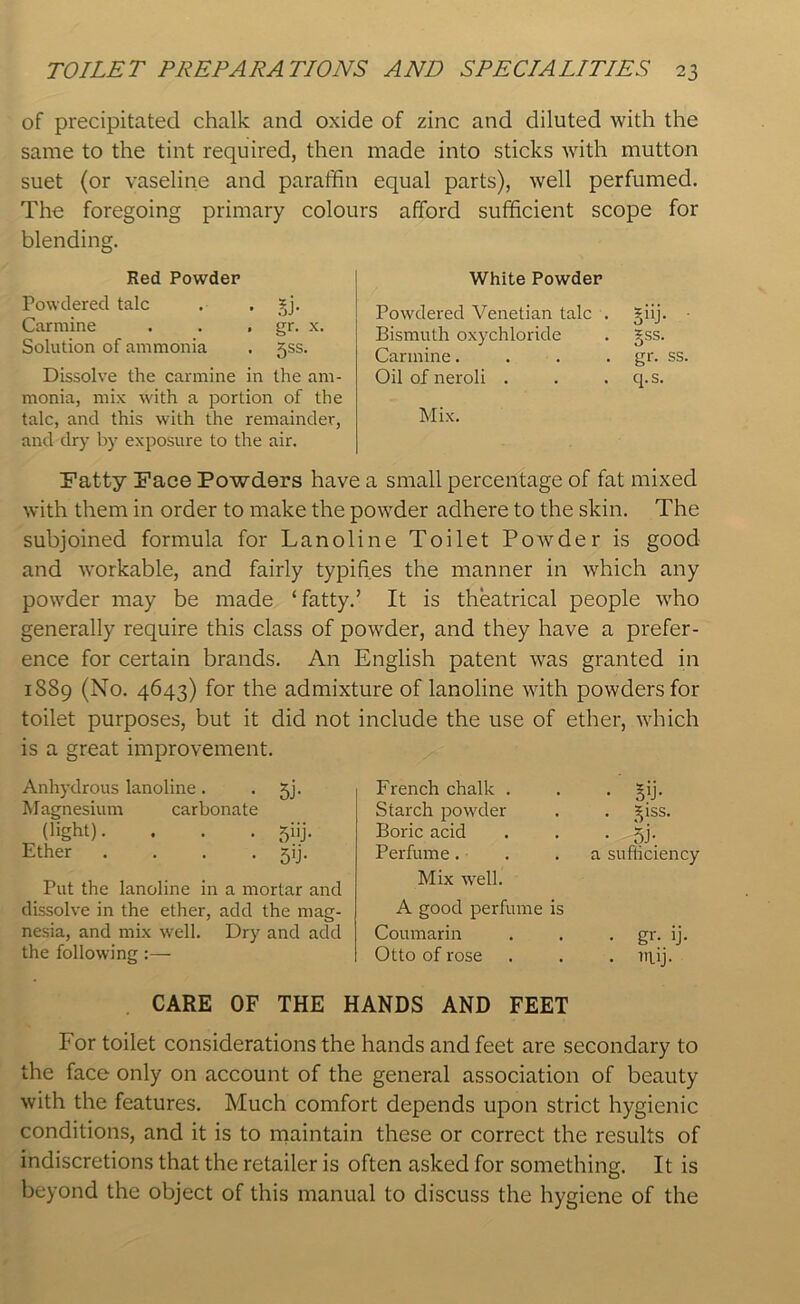 TOILET PREPARATIONS AND SPECIALITIES 23
of precipitated chalk and oxide of zinc and diluted with the
same to the tint required, then made into sticks with mutton
suet (or vaseline and paraffin equal parts), well perfumed.
The foregoing primary colours afford sufficient scope for
blending.
Red Powder
Powdered talc . . ℥j.
Carmine . . . gr. x.
Solution of ammonia . ʒss.
Dissolve the carmine in the am-
monia, mix with a portion of the
talc, and this with the remainder,
and dry by exposure to the air.
White Powder
Powdered Venetian talc . ℥iij.
Bismuth oxychloride . ℥ss.
Carmine . . . . gr. ss.
Oil of neroli . . . q.s.
Mix.
Fatty Face Powders have a small percentage of fat mixed
with them in order to make the powder adhere to the skin. The
subjoined formula for Lanoline Toilet Powder is good
and workable, and fairly typifies the manner in which any
powder may be made ‘fatty.’ It is theatrical people who
generally require this class of powder, and they have a prefer-
ence for certain brands. An English patent was granted in
1889 (No. 4643) for the admixture of lanoline with powders for
toilet purposes, but it did not include the use of ether, which
is a great improvement.
Anhydrous lanoline . . ʒj.
Magnesium carbonate
(light) . . . . ʒiij.
Ether . . . . ʒij.
Put the lanoline in a mortar and
dissolve in the ether, add the mag-
nesia, and mix well. Dry and add
the following :—
French chalk . . . ℥ij.
Starch powder . . ℥iss.
Boric acid . . . ʒj.
Perfume . . . a sufficiency
Mix well.
A good perfume is
Coumarin . . . gr. ij.
Otto of rose . . . ♏ij.
CARE OF THE HANDS AND FEET
For toilet considerations the hands and feet are secondary to
the face only on account of the general association of beauty
with the features. Much comfort depends upon strict hygienic
conditions, and it is to maintain these or correct the results of
indiscretions that the retailer is often asked for something. It is
beyond the object of this manual to discuss the hygiene of the